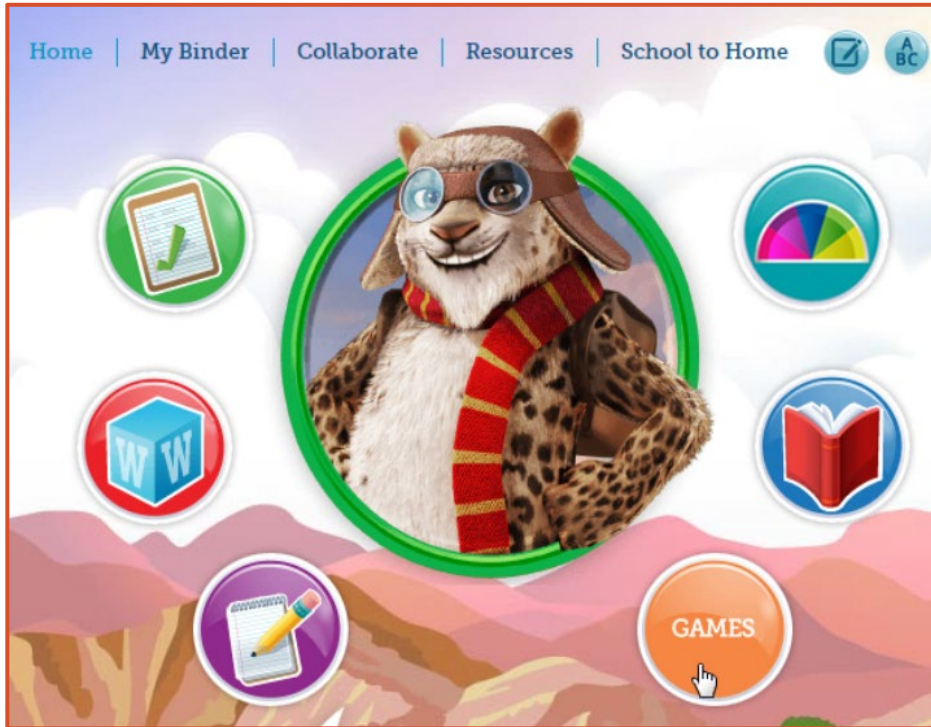 Home My Binder Collaborate Resources School to Home A
BC
W W
GAMES